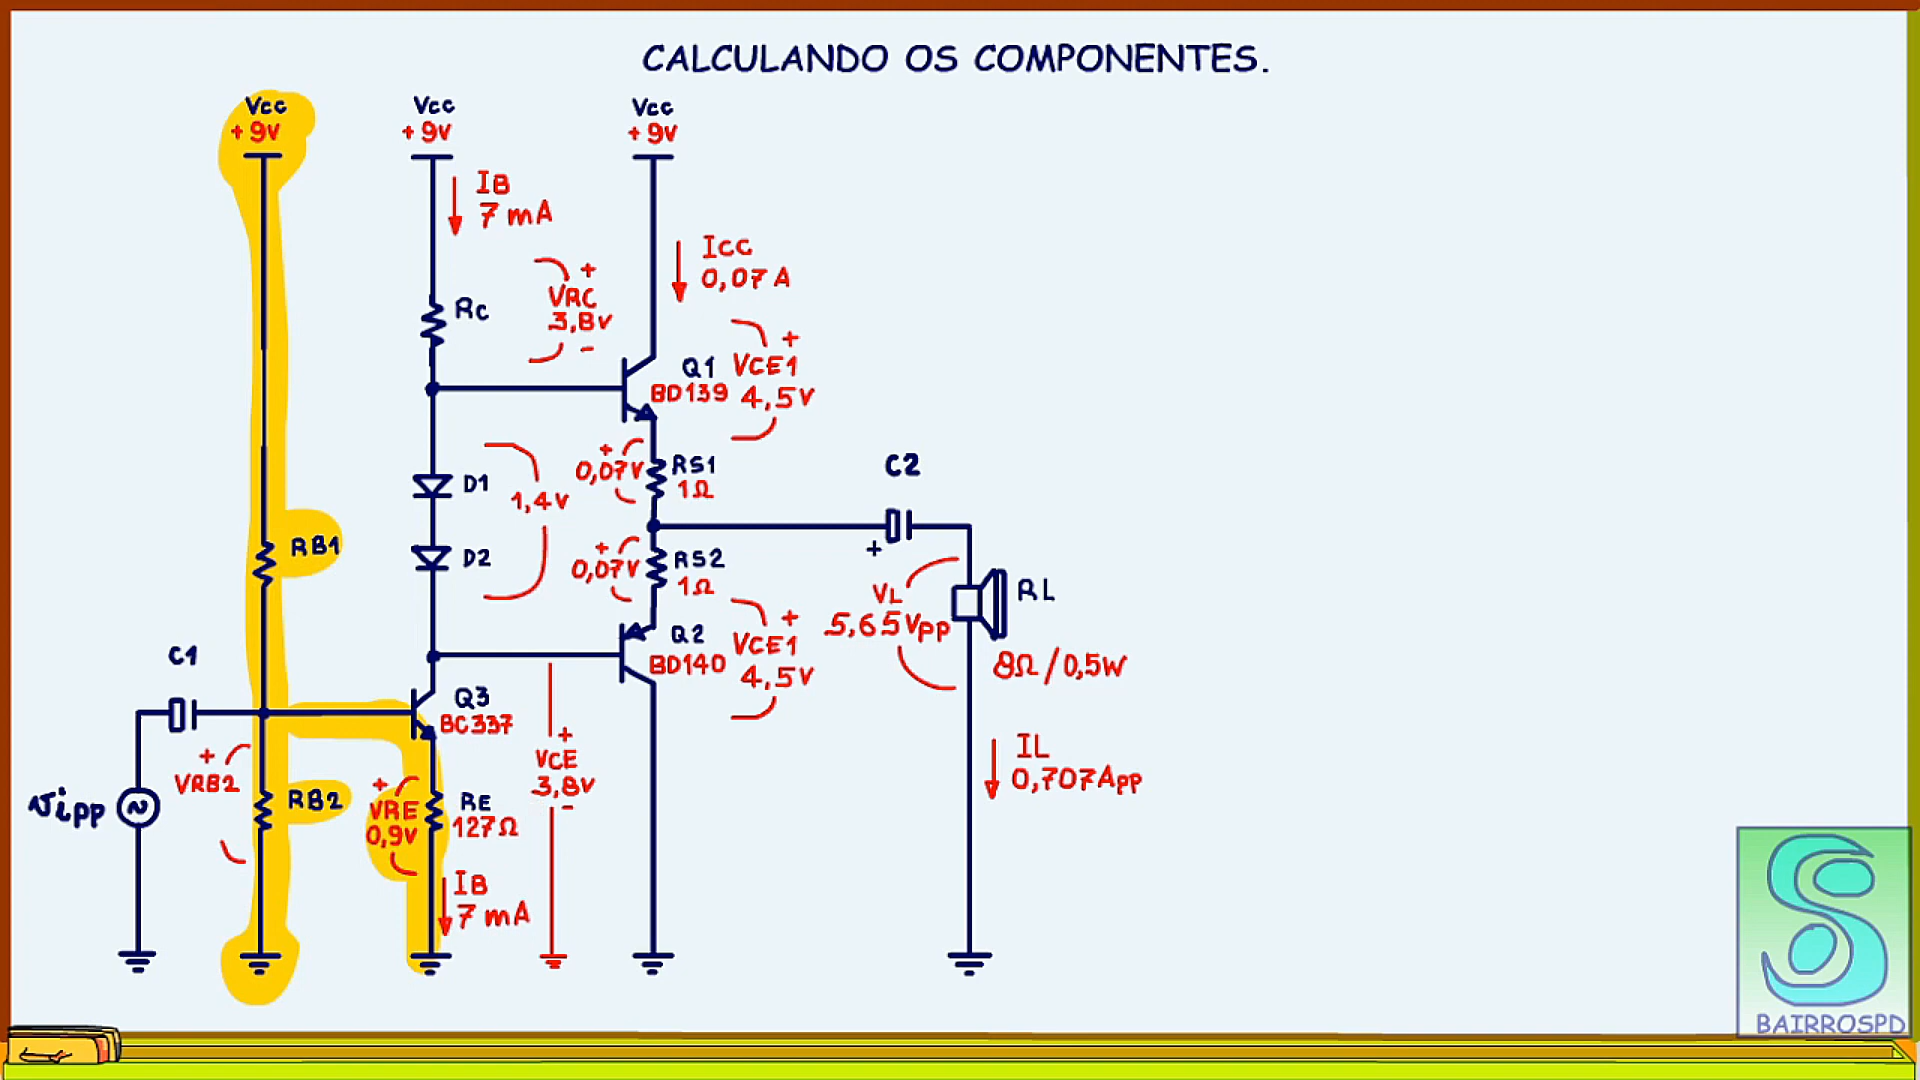 CALCULANDO OS COMPONENTES.
Vcc
+9V
Vcc
+9V
Vcc
+9V
IB
7 mA
Icc
0,07 A
Rc
+
VRC
3,8V
-
Q1
BD139
+
VCE1
4,5V
D1
1,4V
+
0,07V
RS1
1Ω
C2
+
RB1
D2
+
0,07V
RS2
1Ω
VL
5,65Vpp
RL
8Ω/0,5W
Q2
BD140
+
VCE1
4,5V
C1
Q3
BC337
+
VRB2
RB2
+
VRE
0,9V
RE
127Ω
+
VCE
3,8V
-
IL
0,707App
vipp
IB
7 mA
BAIRROSPD